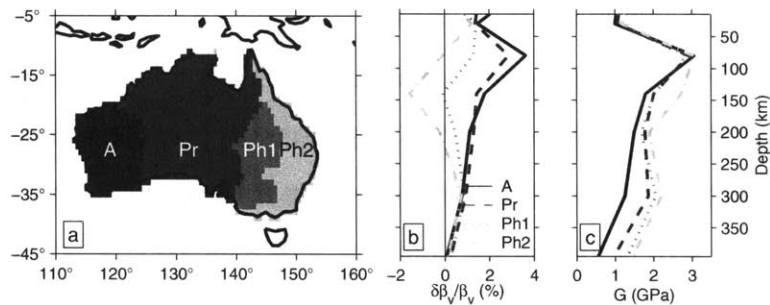 −5°
−15°
−25°
−35°
−45°
110° 120° 130° 140° 150° 160°
A Pr Ph1 Ph2
a
b
A
Pr
Ph1
Ph2
−2 0 2 4
δβv/βv (%)
c
0 1 2 3
G (GPa)
50
100
150
200
250
300
350
Depth (km)